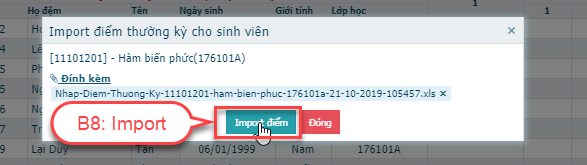 Họ đệm Tên Ngày sinh Giới tính Lớp học
1
1
Import điểm thường kỳ cho sinh viên ×
[11101201] - Hàm biến phức(176101A)
Đính kèm
Nhap-Diem-Thuong-Ky-11101201-ham-bien-phuc-176101a-21-10-2019-105457.xls ×
B8: Import
Import điểm Đóng
9 Lại Duy Tân 06/01/1999 Nam 176101A